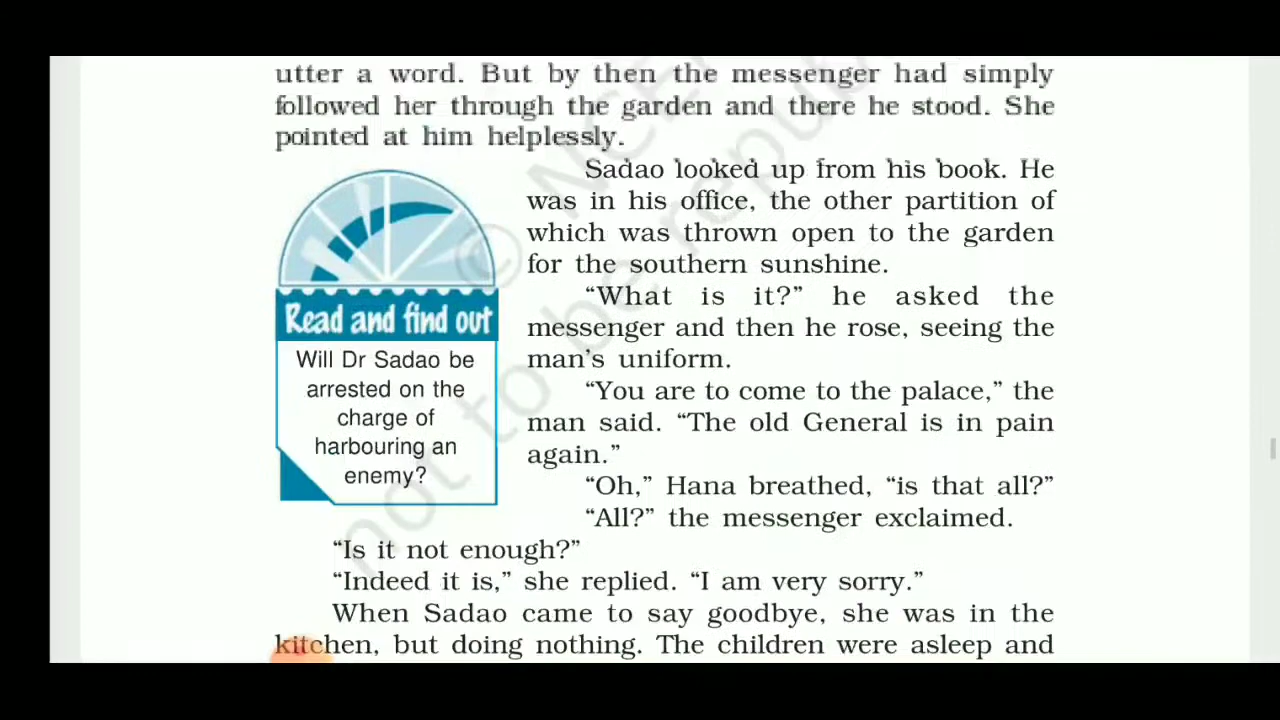 utter a word. But by then the messenger had simply
followed her through the garden and there he stood. She
pointed at him helplessly.
Sadao looked up from his book. He
was in his office, the other partition of
which was thrown open to the garden
for the southern sunshine.
“What is it?” he asked the
messenger and then he rose, seeing the
man’s uniform.
“You are to come to the palace,” the
man said. “The old General is in pain
again.”
“Oh,” Hana breathed, “is that all?”
“All?” the messenger exclaimed.
Read and find out
Will Dr Sadao be
arrested on the
charge of
harbouring an
enemy?
“Is it not enough?”
“Indeed it is,” she replied. “I am very sorry.”
When Sadao came to say goodbye, she was in the
kitchen, but doing nothing. The children were asleep and
© NCE
not to be republ